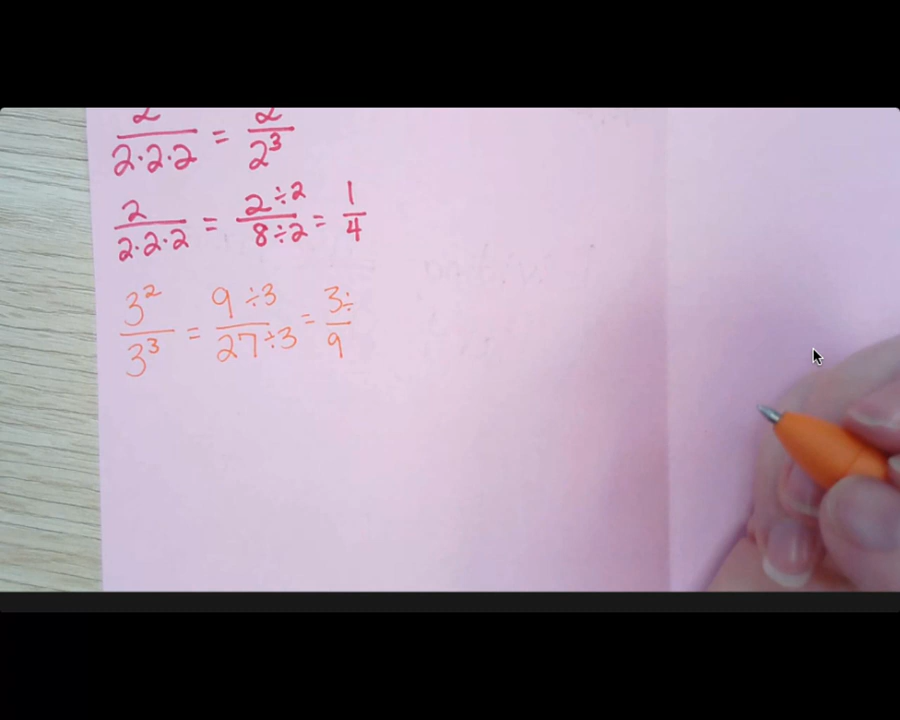 2/(2·2·2) = 2/2³
2/(2·2·2) = (2÷2)/(8÷2) = 1/4
3²/3³ = (9÷3)/(27÷3) = 3÷/9